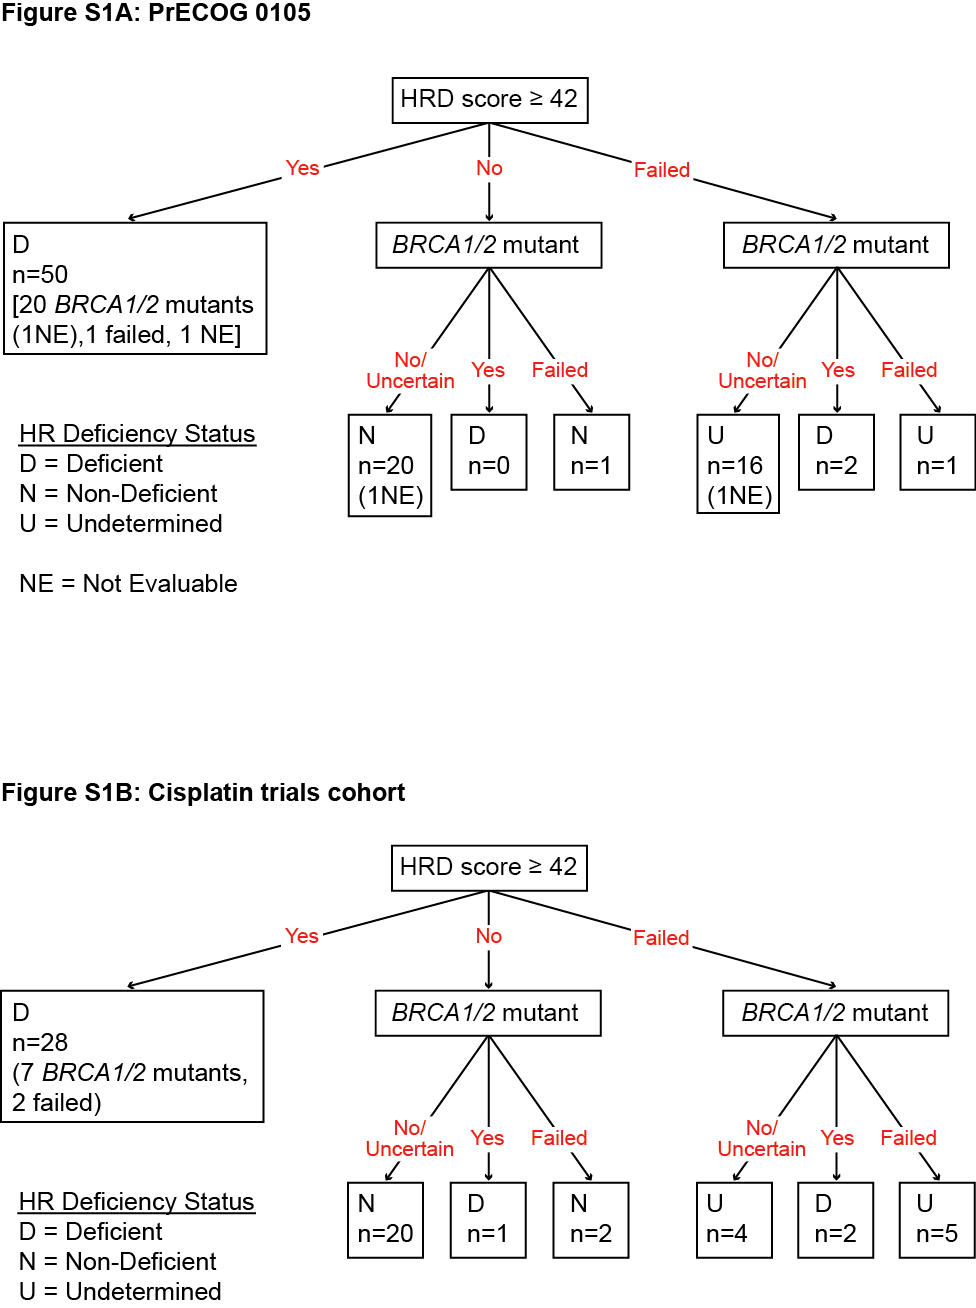 Figure S1A: PrECOG 0105
HRD score ≥ 42
Yes
No
Failed
D
n=50
[20 BRCA1/2 mutants
(1NE),1 failed, 1 NE]
BRCA1/2 mutant
BRCA1/2 mutant
No/
Uncertain
Yes
Failed
No/
Uncertain
Yes
Failed
N
n=20
(1NE)
D
n=0
N
n=1
U
n=16
(1NE)
D
n=2
U
n=1
HR Deficiency Status
D = Deficient
N = Non-Deficient
U = Undetermined
NE = Not Evaluable
Figure S1B: Cisplatin trials cohort
HRD score ≥ 42
Yes
No
Failed
D
n=28
(7 BRCA1/2 mutants,
2 failed)
BRCA1/2 mutant
BRCA1/2 mutant
No/
Uncertain
Yes
Failed
No/
Uncertain
Yes
Failed
N
n=20
D
n=1
N
n=2
U
n=4
D
n=2
U
n=5
HR Deficiency Status
D = Deficient
N = Non-Deficient
U = Undetermined